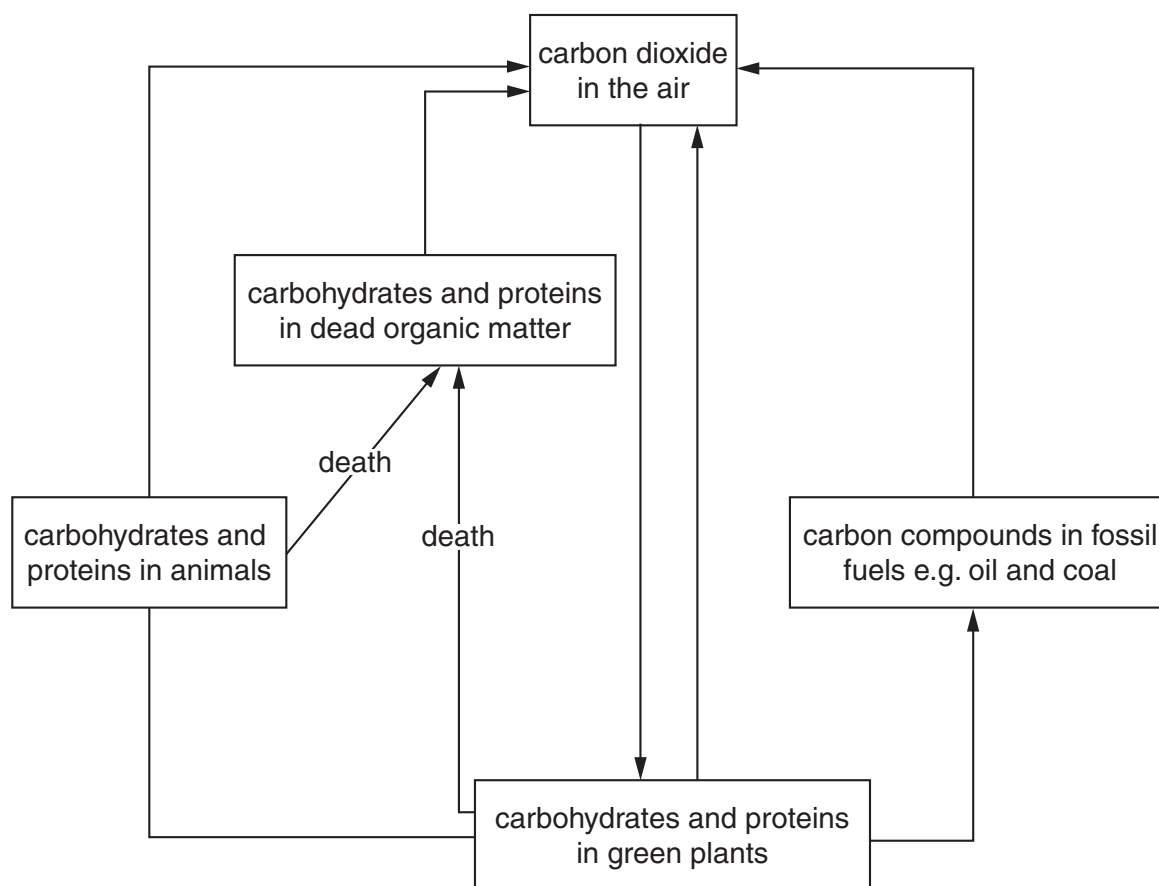 carbon dioxide
in the air
carbohydrates and proteins
in dead organic matter
death
death
carbohydrates and
proteins in animals
carbon compounds in fossil
fuels e.g. oil and coal
carbohydrates and proteins
in green plants